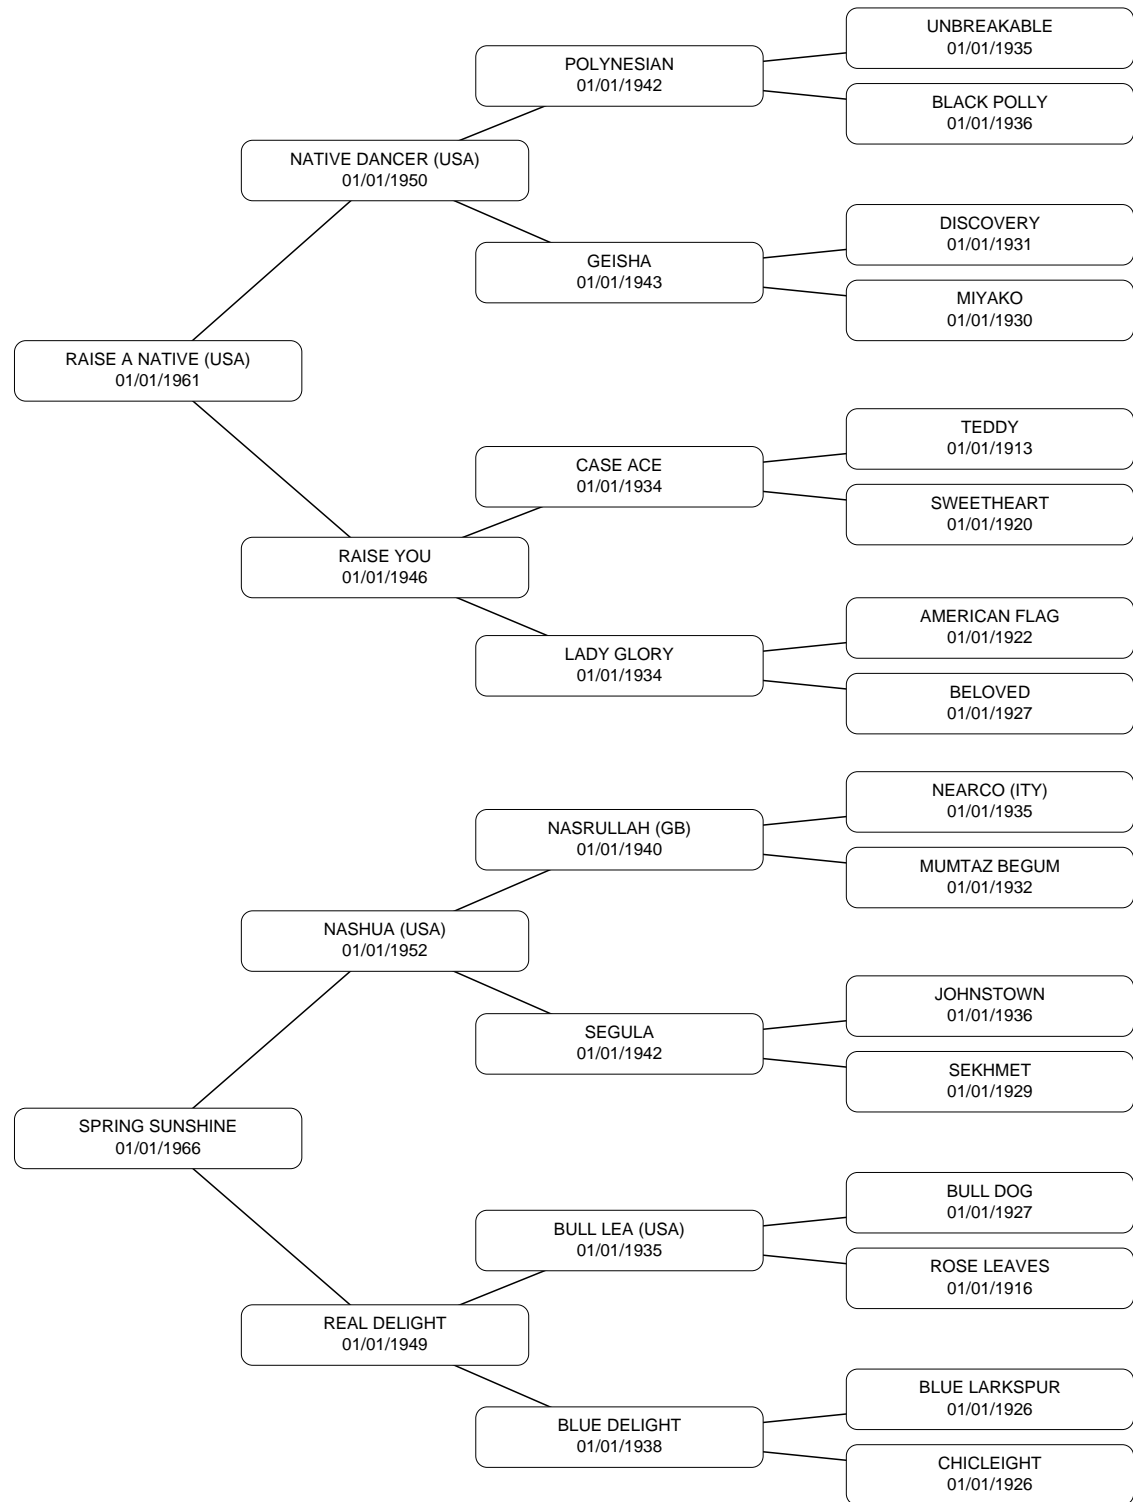 UNBREAKABLE
01/01/1935
POLYNESIAN
01/01/1942
BLACK POLLY
01/01/1936
NATIVE DANCER (USA)
01/01/1950
DISCOVERY
01/01/1931
GEISHA
01/01/1943
MIYAKO
01/01/1930
RAISE A NATIVE (USA)
01/01/1961
TEDDY
01/01/1913
CASE ACE
01/01/1934
SWEETHEART
01/01/1920
RAISE YOU
01/01/1946
AMERICAN FLAG
01/01/1922
LADY GLORY
01/01/1934
BELOVED
01/01/1927
NEARCO (ITY)
01/01/1935
NASRULLAH (GB)
01/01/1940
MUMTAZ BEGUM
01/01/1932
NASHUA (USA)
01/01/1952
JOHNSTOWN
01/01/1936
SEGULA
01/01/1942
SEKHMET
01/01/1929
SPRING SUNSHINE
01/01/1966
BULL DOG
01/01/1927
BULL LEA (USA)
01/01/1935
ROSE LEAVES
01/01/1916
REAL DELIGHT
01/01/1949
BLUE LARKSPUR
01/01/1926
BLUE DELIGHT
01/01/1938
CHICLEIGHT
01/01/1926